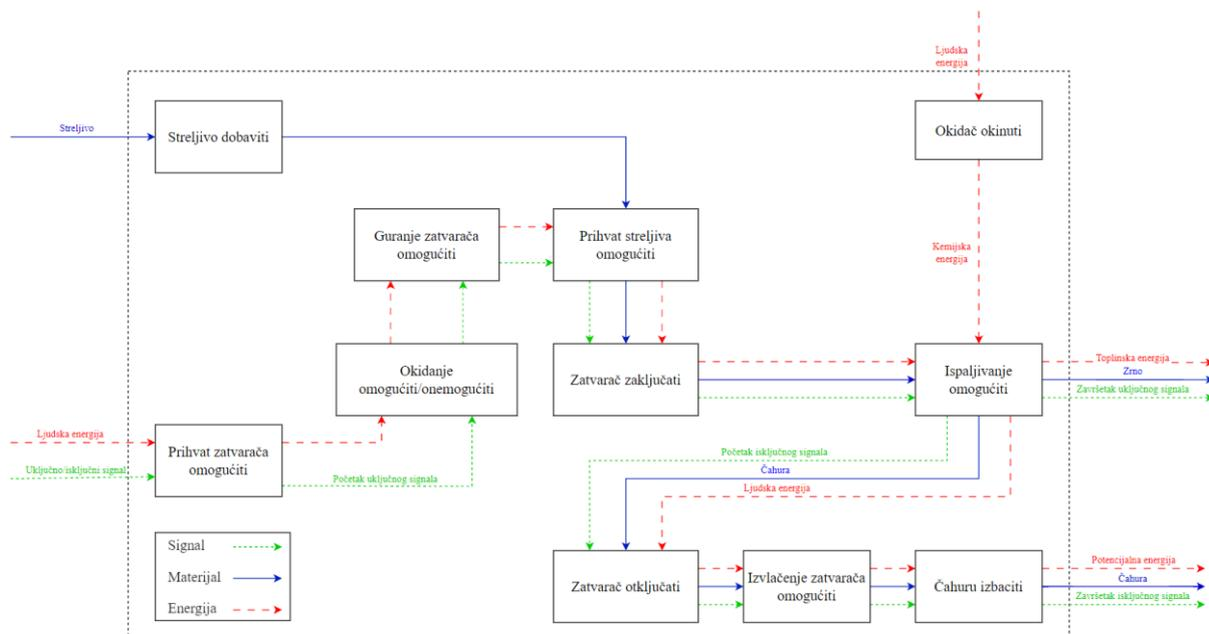 Ljudska
energija
Streljivo
Streljivo dobaviti
Okidač okinuti
Guranje zatvarača
omogućiti
Prihvat streljiva
omogućiti
Kemijska
energija
Okidanje
omogućiti/onemogućiti
Zatvarač zaključati
Ispaljivanje
omogućiti
Toplinska energija
Zrno
Završetak uključnog signala
Ljudska energija
Uključno/isključni signal
Prihvat zatvarača
omogućiti
Početak uključnog signala
Početak isključnog signala
Čahura
Ljudska energija
Signal
Materijal
Energija
Zatvarač otključati
Izvlačenje zatvarača
omogućiti
Čahuru izbaciti
Potencijalna energija
Čahura
Završetak isključnog signala